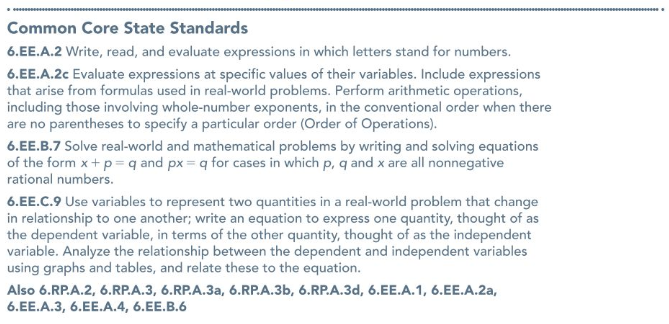 Common Core State Standards
6.EE.A.2 Write, read, and evaluate expressions in which letters stand for numbers.
6.EE.A.2c Evaluate expressions at specific values of their variables. Include expressions
that arise from formulas used in real-world problems. Perform arithmetic operations,
including those involving whole-number exponents, in the conventional order when there
are no parentheses to specify a particular order (Order of Operations).
6.EE.B.7 Solve real-world and mathematical problems by writing and solving equations
of the form x + p = q and px = q for cases in which p, q and x are all nonnegative
rational numbers.
6.EE.C.9 Use variables to represent two quantities in a real-world problem that change
in relationship to one another; write an equation to express one quantity, thought of as
the dependent variable, in terms of the other quantity, thought of as the independent
variable. Analyze the relationship between the dependent and independent variables
using graphs and tables, and relate these to the equation.
Also 6.RP.A.2, 6.RP.A.3, 6.RP.A.3a, 6.RP.A.3b, 6.RP.A.3d, 6.EE.A.1, 6.EE.A.2a,
6.EE.A.3, 6.EE.A.4, 6.EE.B.6